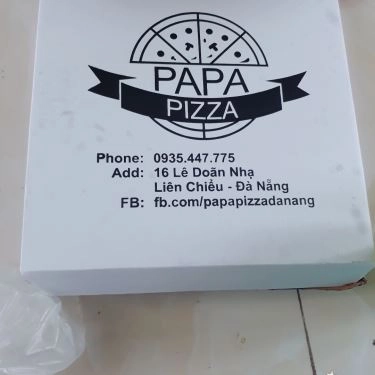 PAPA
PIZZA
Phone: 0935.447.775
Add: 16 Lê Doãn Nhạ
Liên Chiểu - Đà Nẵng
FB: fb.com/papapizzadanang